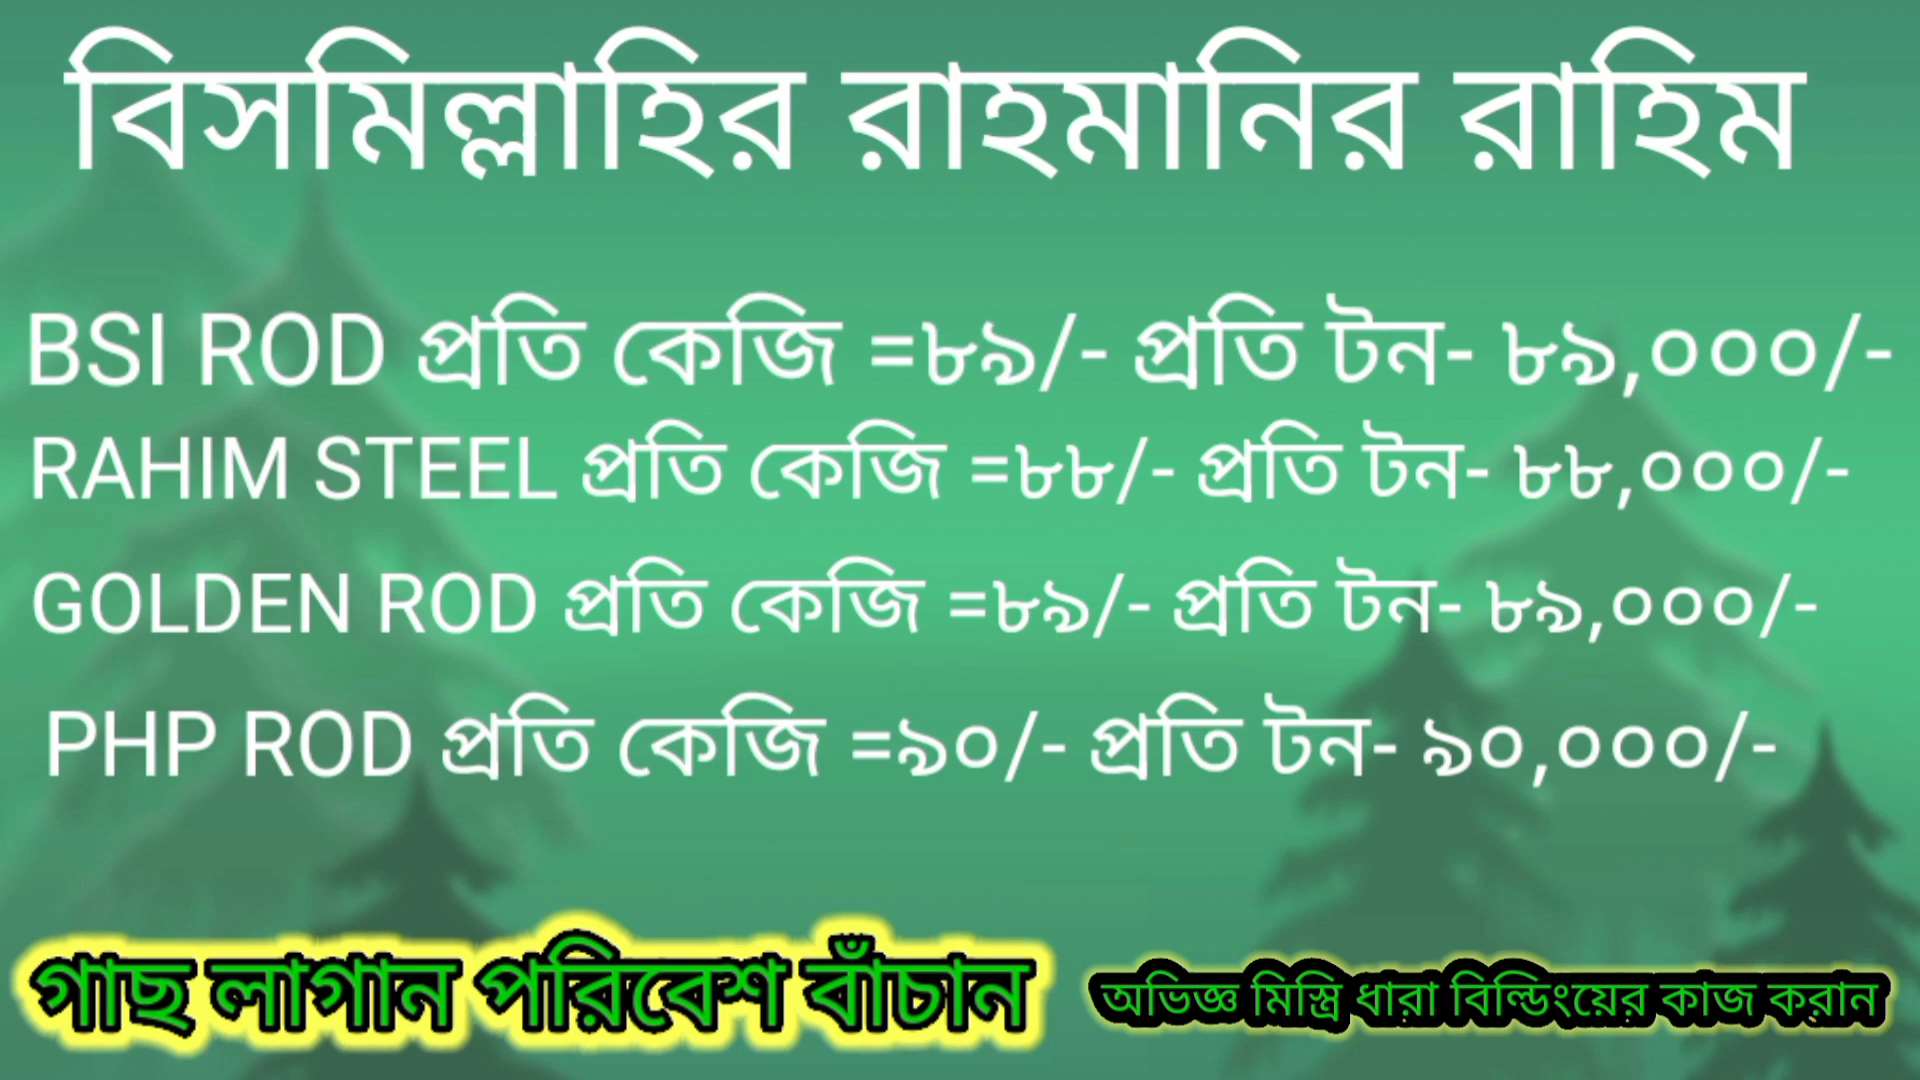 বিসমিল্লাহির রাহমানির রাহিম
BSI ROD প্রতি কেজি =৮৯/- প্রতি টন- ৮৯,০০০/-
RAHIM STEEL প্রতি কেজি =৮৮/- প্রতি টন- ৮৮,০০০/-
GOLDEN ROD প্রতি কেজি =৮৯/- প্রতি টন- ৮৯,০০০/-
PHP ROD প্রতি কেজি =৯০/- প্রতি টন- ৯০,০০০/-
গাছ লাগান পরিবেশ বাঁচান
অভিজ্ঞ মিস্ত্রি ধারা বিল্ডিংয়ের কাজ করান